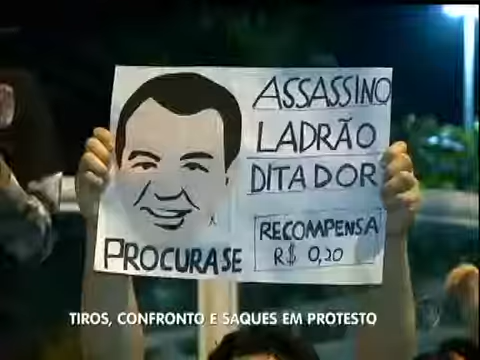 ASSASSINO
LADRÃO
DITADOR
RECOMPENSA
R$ 0,20
PROCURASE
TIROS, CONFRONTO E SAQUES EM PROTESTO